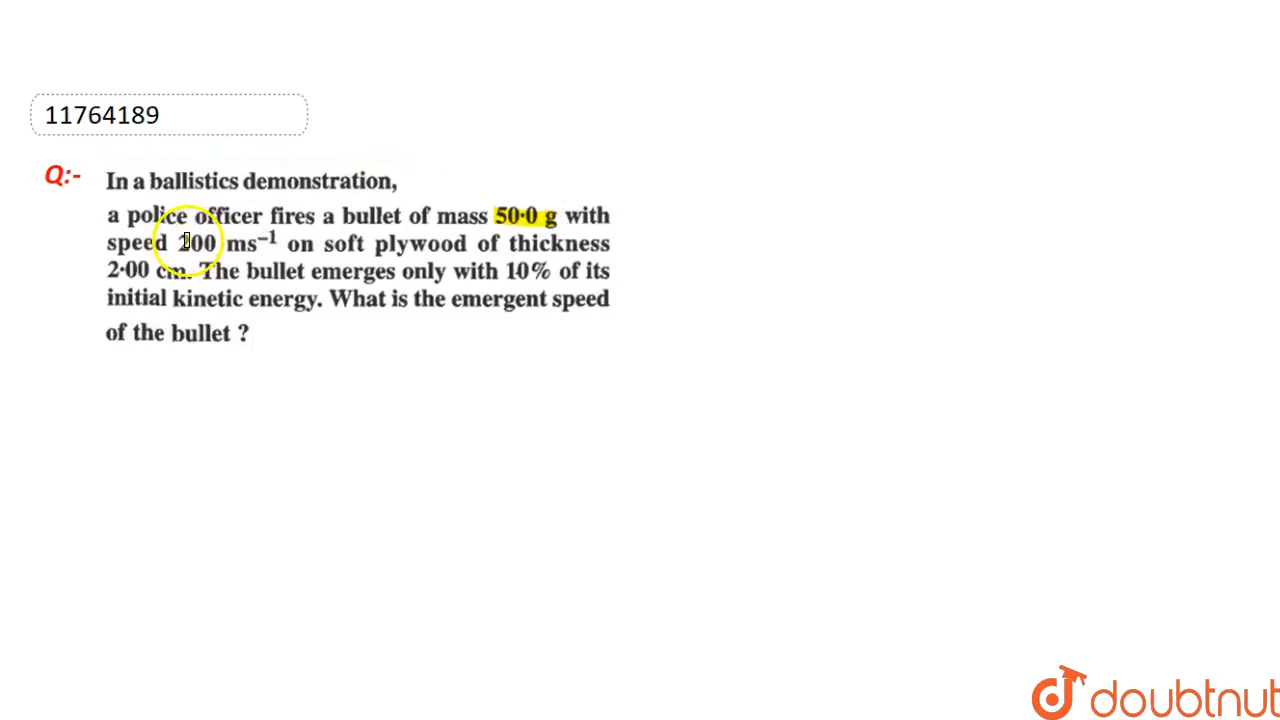 11764189
Q:- In a ballistics demonstration,
a police officer fires a bullet of mass 50·0 g with
speed 200 ms⁻¹ on soft plywood of thickness
2·00 cm. The bullet emerges only with 10% of its
initial kinetic energy. What is the emergent speed
of the bullet ?
doubtnut